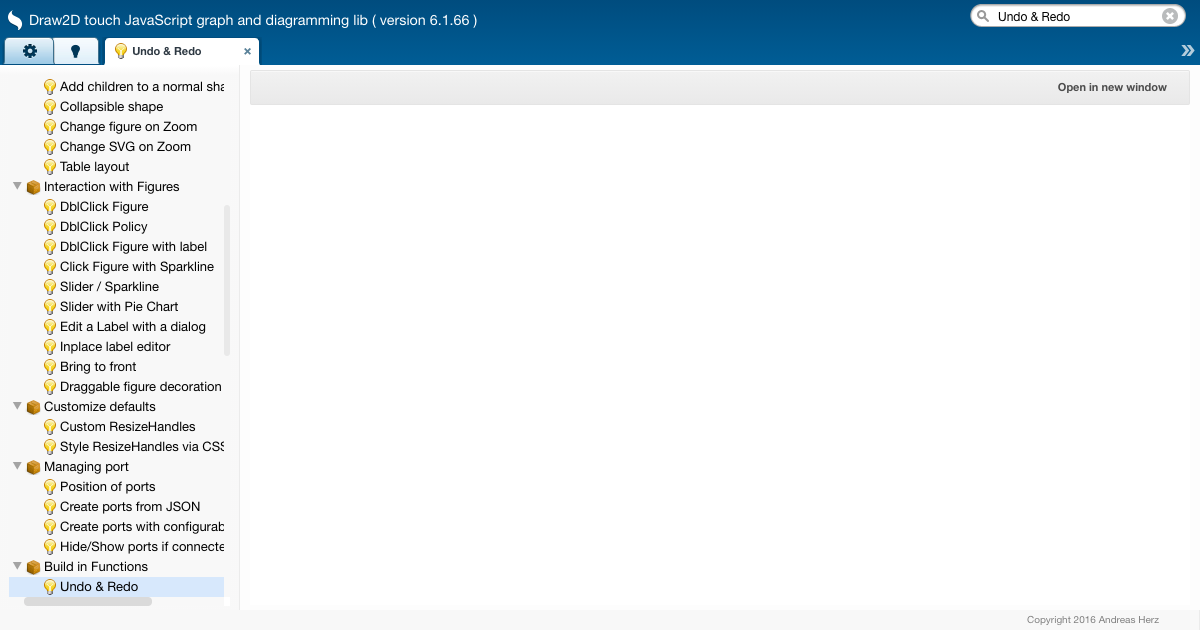 Draw2D touch JavaScript graph and diagramming lib ( version 6.1.66 )
Undo & Redo
Undo & Redo
Open in new window
Add children to a normal sha
Collapsible shape
Change figure on Zoom
Change SVG on Zoom
Table layout
Interaction with Figures
DblClick Figure
DblClick Policy
DblClick Figure with label
Click Figure with Sparkline
Slider / Sparkline
Slider with Pie Chart
Edit a Label with a dialog
Inplace label editor
Bring to front
Draggable figure decoration
Customize defaults
Custom ResizeHandles
Style ResizeHandles via CSS
Managing port
Position of ports
Create ports from JSON
Create ports with configurab
Hide/Show ports if connecte
Build in Functions
Undo & Redo
Copyright 2016 Andreas Herz